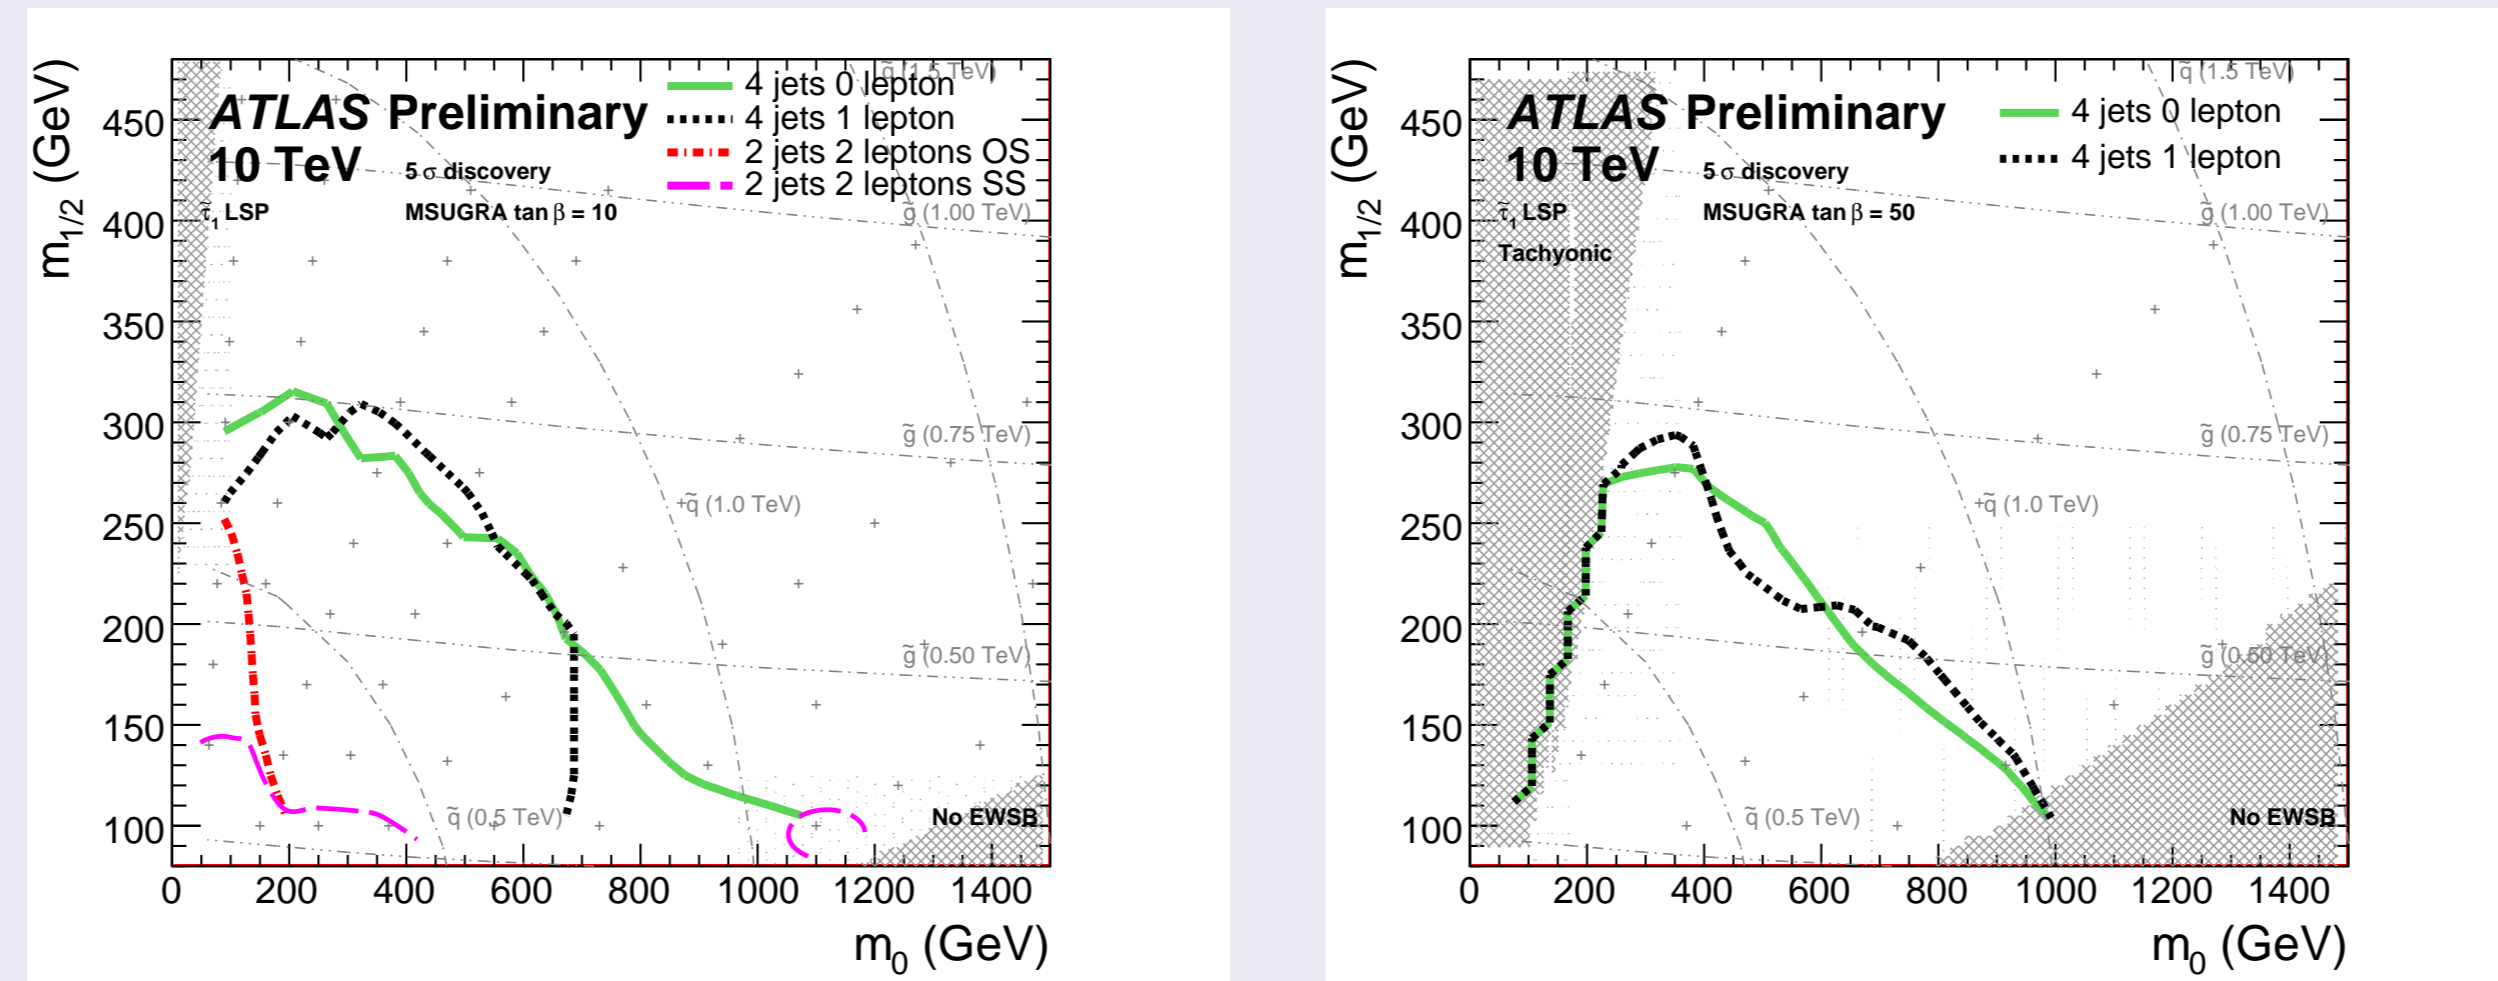 m1/2 (GeV)
450
400
350
300
250
200
150
100
ATLAS Preliminary
10 TeV
5 σ discovery
τ̃1 LSP
MSUGRA tan β = 10
4 jets 0 lepton
4 jets 1 lepton
2 jets 2 leptons OS
2 jets 2 leptons SS
q̃ (1.5 TeV)
g̃ (1.00 TeV)
g̃ (0.75 TeV)
q̃ (1.0 TeV)
g̃ (0.50 TeV)
q̃ (0.5 TeV)
No EWSB
0 200 400 600 800 1000 1200 1400
m0 (GeV)
m1/2 (GeV)
450
400
350
300
250
200
150
100
ATLAS Preliminary
10 TeV
5 σ discovery
τ̃1 LSP
MSUGRA tan β = 50
Tachyonic
4 jets 0 lepton
4 jets 1 lepton
q̃ (1.5 TeV)
g̃ (1.00 TeV)
g̃ (0.75 TeV)
q̃ (1.0 TeV)
g̃ (0.50 TeV)
q̃ (0.5 TeV)
No EWSB
0 200 400 600 800 1000 1200 1400
m0 (GeV)